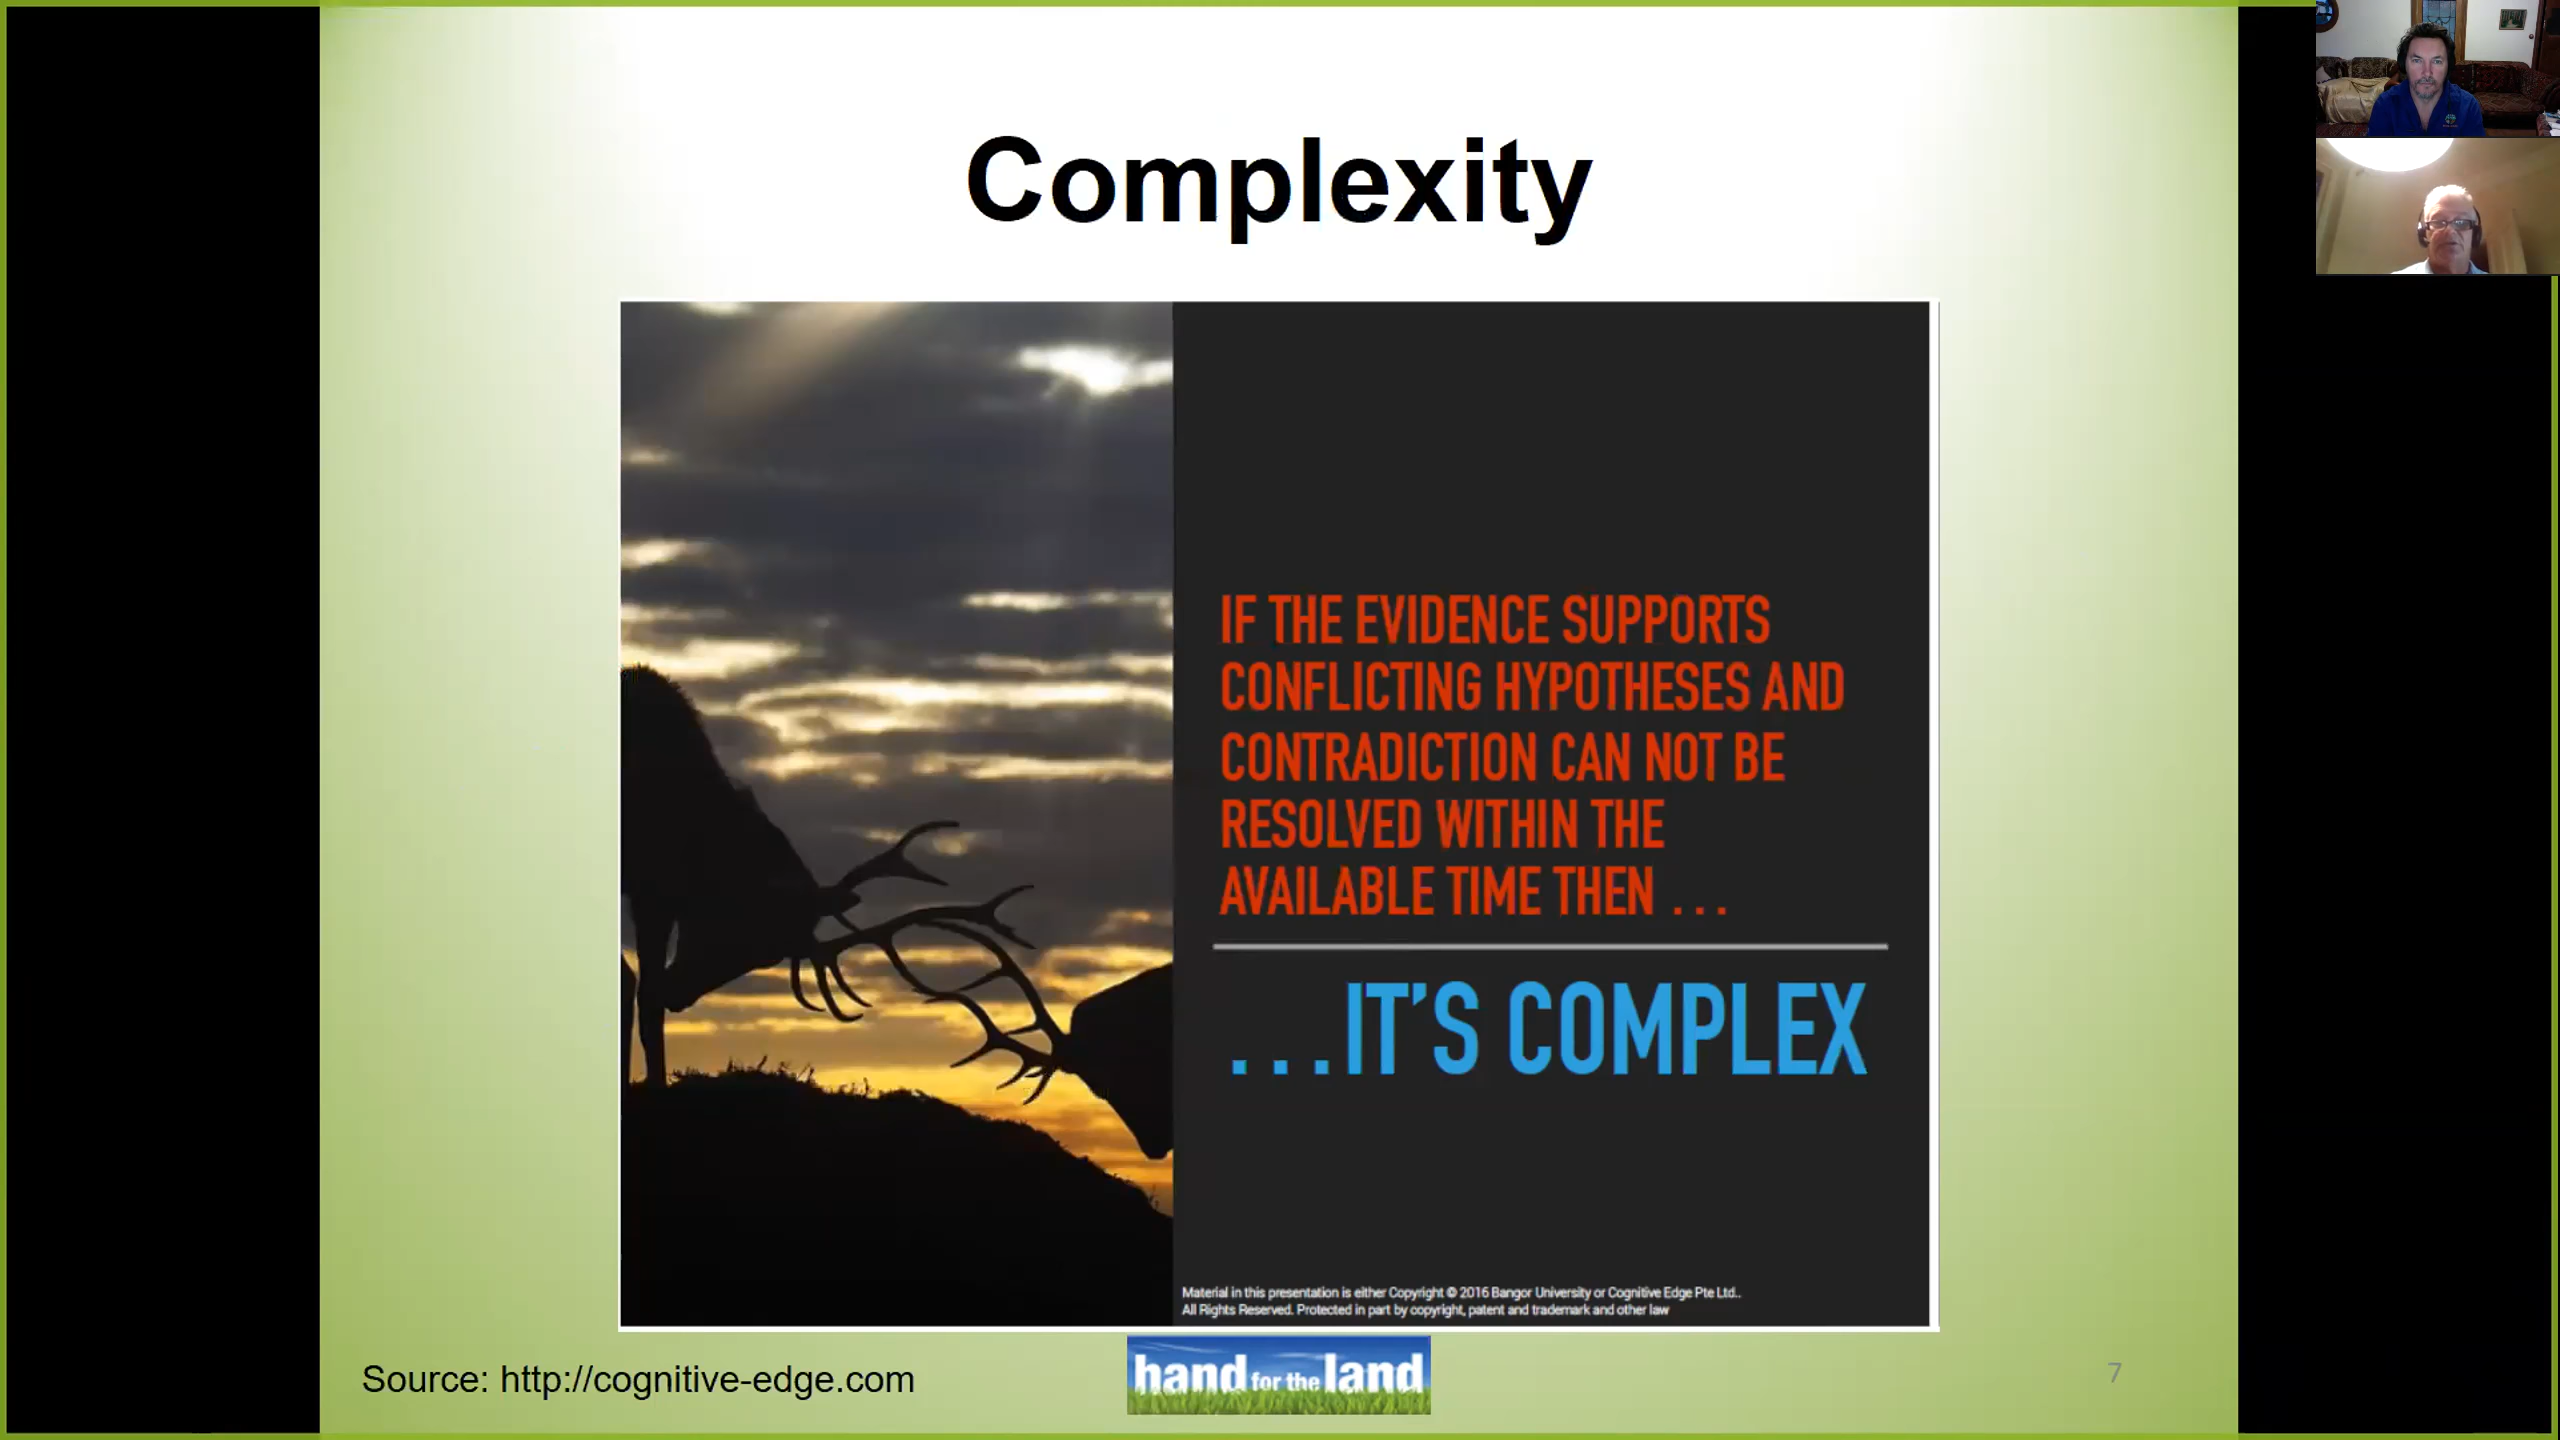 Complexity
IF THE EVIDENCE SUPPORTS
CONFLICTING HYPOTHESES AND
CONTRADICTION CAN NOT BE
RESOLVED WITHIN THE
AVAILABLE TIME THEN ...
...IT'S COMPLEX
Material in this presentation is either Copyright © 2016 Bangor University or Cognitive Edge Pte Ltd..
All Rights Reserved. Protected in part by copyright, patent and trademark and other law
Source: http://cognitive-edge.com
hand for the land
7